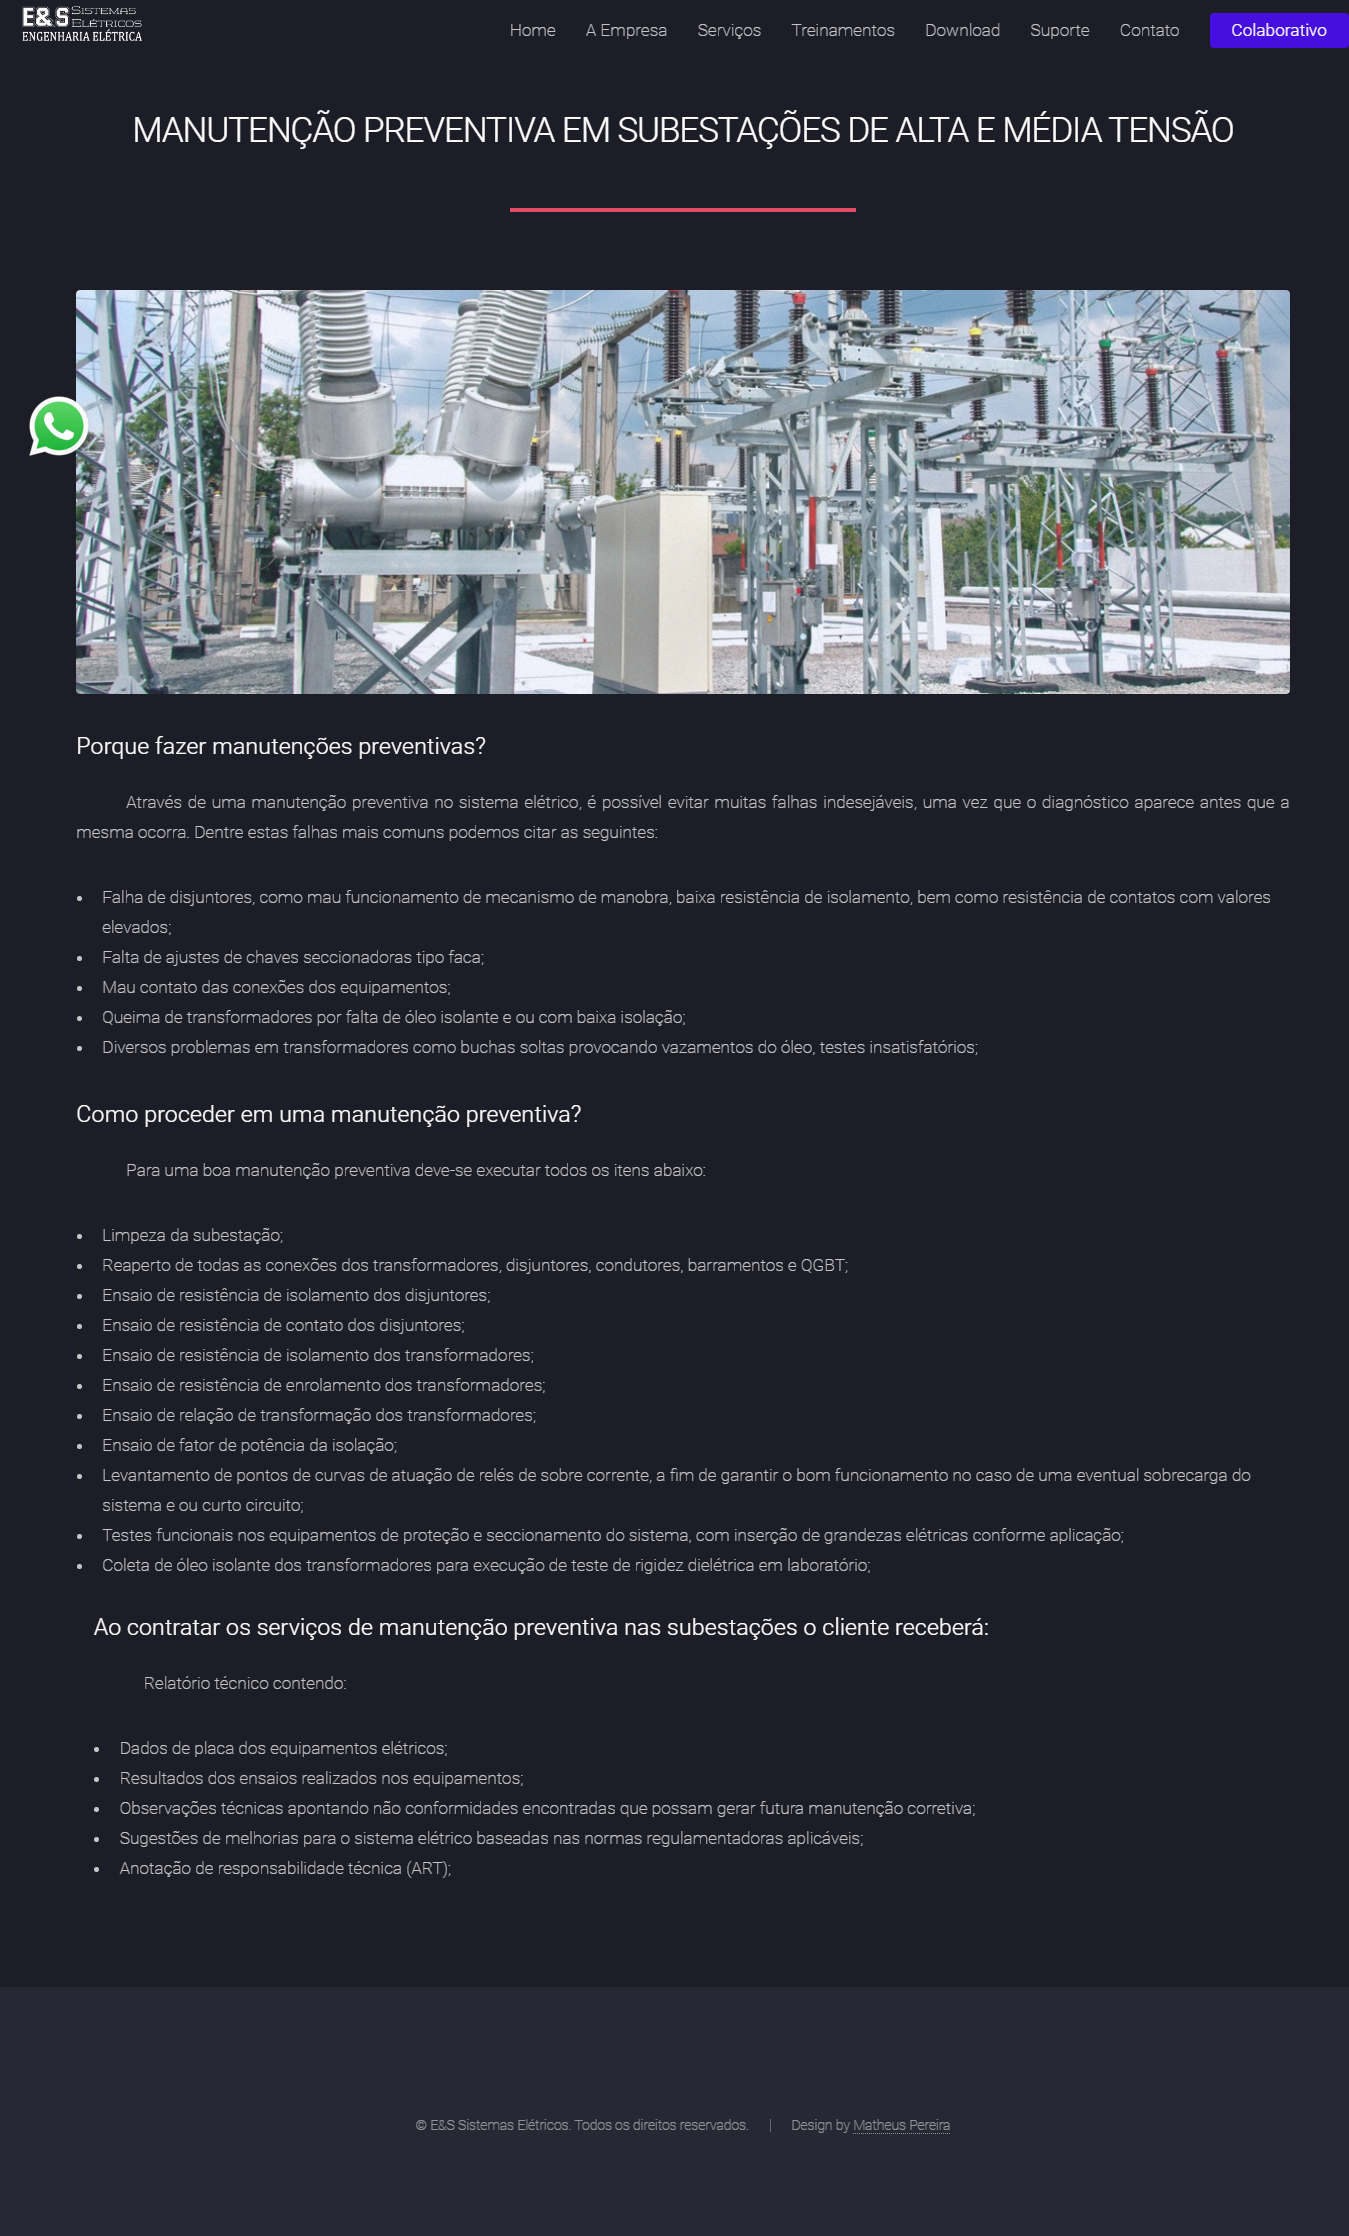 E&S Sistemas
Elétricos
ENGENHARIA ELÉTRICA
Home A Empresa Serviços Treinamentos Download Suporte Contato Colaborativo
MANUTENÇÃO PREVENTIVA EM SUBESTAÇÕES DE ALTA E MÉDIA TENSÃO
Porque fazer manutenções preventivas?
Através de uma manutenção preventiva no sistema elétrico, é possível evitar muitas falhas indesejáveis, uma vez que o diagnóstico aparece antes que a
mesma ocorra. Dentre estas falhas mais comuns podemos citar as seguintes:
• Falha de disjuntores, como mau funcionamento de mecanismo de manobra, baixa resistência de isolamento, bem como resistência de contatos com valores
elevados;
• Falta de ajustes de chaves seccionadoras tipo faca;
• Mau contato das conexões dos equipamentos;
• Queima de transformadores por falta de óleo isolante e ou com baixa isolação;
• Diversos problemas em transformadores como buchas soltas provocando vazamentos do óleo, testes insatisfatórios;
Como proceder em uma manutenção preventiva?
Para uma boa manutenção preventiva deve-se executar todos os itens abaixo:
• Limpeza da subestação;
• Reaperto de todas as conexões dos transformadores, disjuntores, condutores, barramentos e QGBT;
• Ensaio de resistência de isolamento dos disjuntores;
• Ensaio de resistência de contato dos disjuntores;
• Ensaio de resistência de isolamento dos transformadores;
• Ensaio de resistência de enrolamento dos transformadores;
• Ensaio de relação de transformação dos transformadores;
• Ensaio de fator de potência da isolação;
• Levantamento de pontos de curvas de atuação de relés de sobre corrente, a fim de garantir o bom funcionamento no caso de uma eventual sobrecarga do
sistema e ou curto circuito;
• Testes funcionais nos equipamentos de proteção e seccionamento do sistema, com inserção de grandezas elétricas conforme aplicação;
• Coleta de óleo isolante dos transformadores para execução de teste de rigidez dielétrica em laboratório;
Ao contratar os serviços de manutenção preventiva nas subestações o cliente receberá:
Relatório técnico contendo:
• Dados de placa dos equipamentos elétricos;
• Resultados dos ensaios realizados nos equipamentos;
• Observações técnicas apontando não conformidades encontradas que possam gerar futura manutenção corretiva;
• Sugestões de melhorias para o sistema elétrico baseadas nas normas regulamentadoras aplicáveis;
• Anotação de responsabilidade técnica (ART);
© E&S Sistemas Elétricos. Todos os direitos reservados. | Design by Matheus Pereira